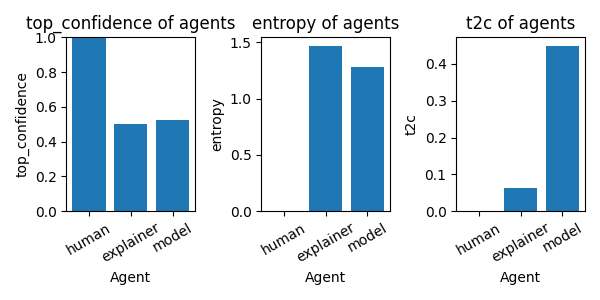 top_confidence of agents
top_confidence
1.0
0.8
0.6
0.4
0.2
0.0
human
explainer
model
Agent
entropy of agents
entropy
1.5
1.0
0.5
0.0
human
explainer
model
Agent
t2c of agents
t2c
0.4
0.3
0.2
0.1
0.0
human
explainer
model
Agent